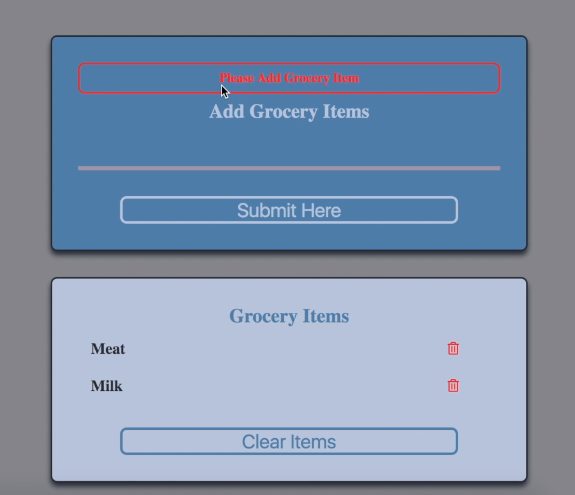 Please Add Grocery Item
Add Grocery Items
Submit Here
Grocery Items
Meat
Milk
Clear Items